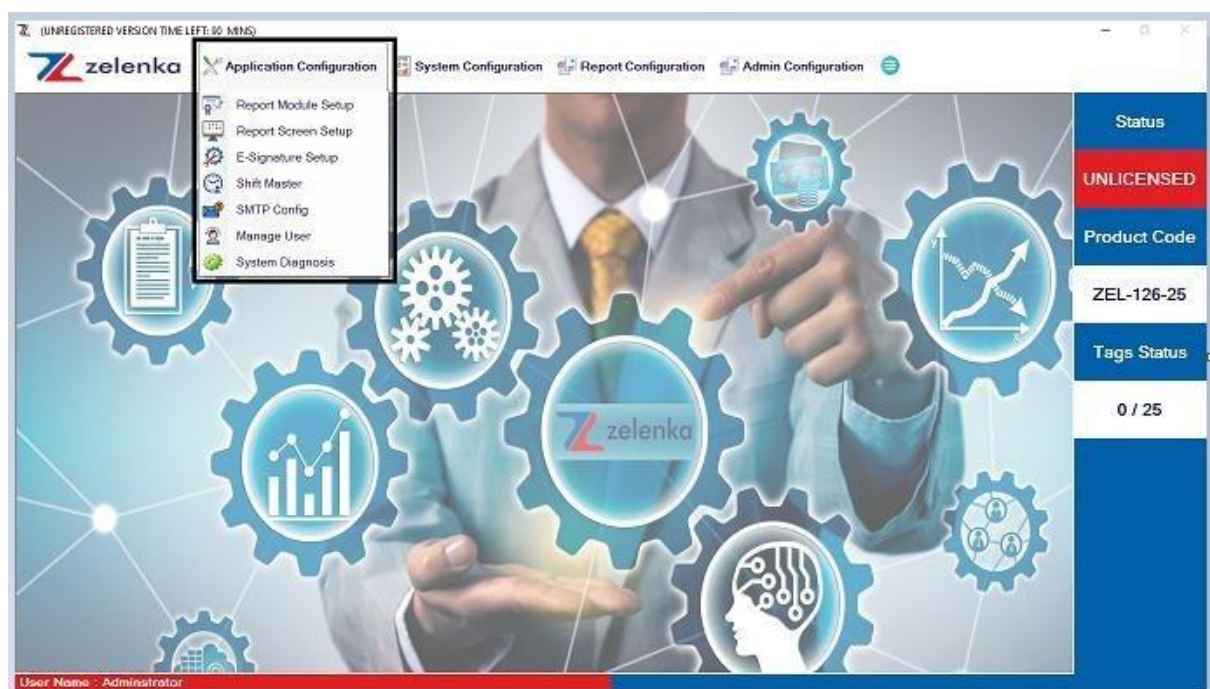 (UNREGISTERED VERSION TIME LEFT: 90 MINS)
zelenka Application Configuration System Configuration Report Configuration Admin Configuration
Report Module Setup
Report Screen Setup
E-Signature Setup
Shift Master
SMTP Config
Manage User
System Diagnosis
Status
UNLICENSED
Product Code
ZEL-126-25
Tags Status
0 / 25
Y
X
zelenka
User Name : Adminstrator